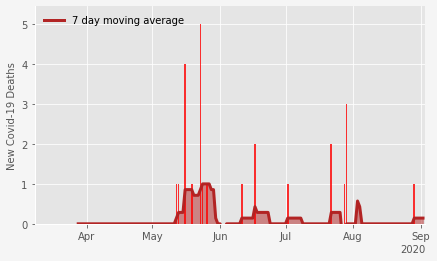 7 day moving average
New Covid-19 Deaths
5
4
3
2
1
0
Apr
May
Jun
Jul
Aug
Sep
2020